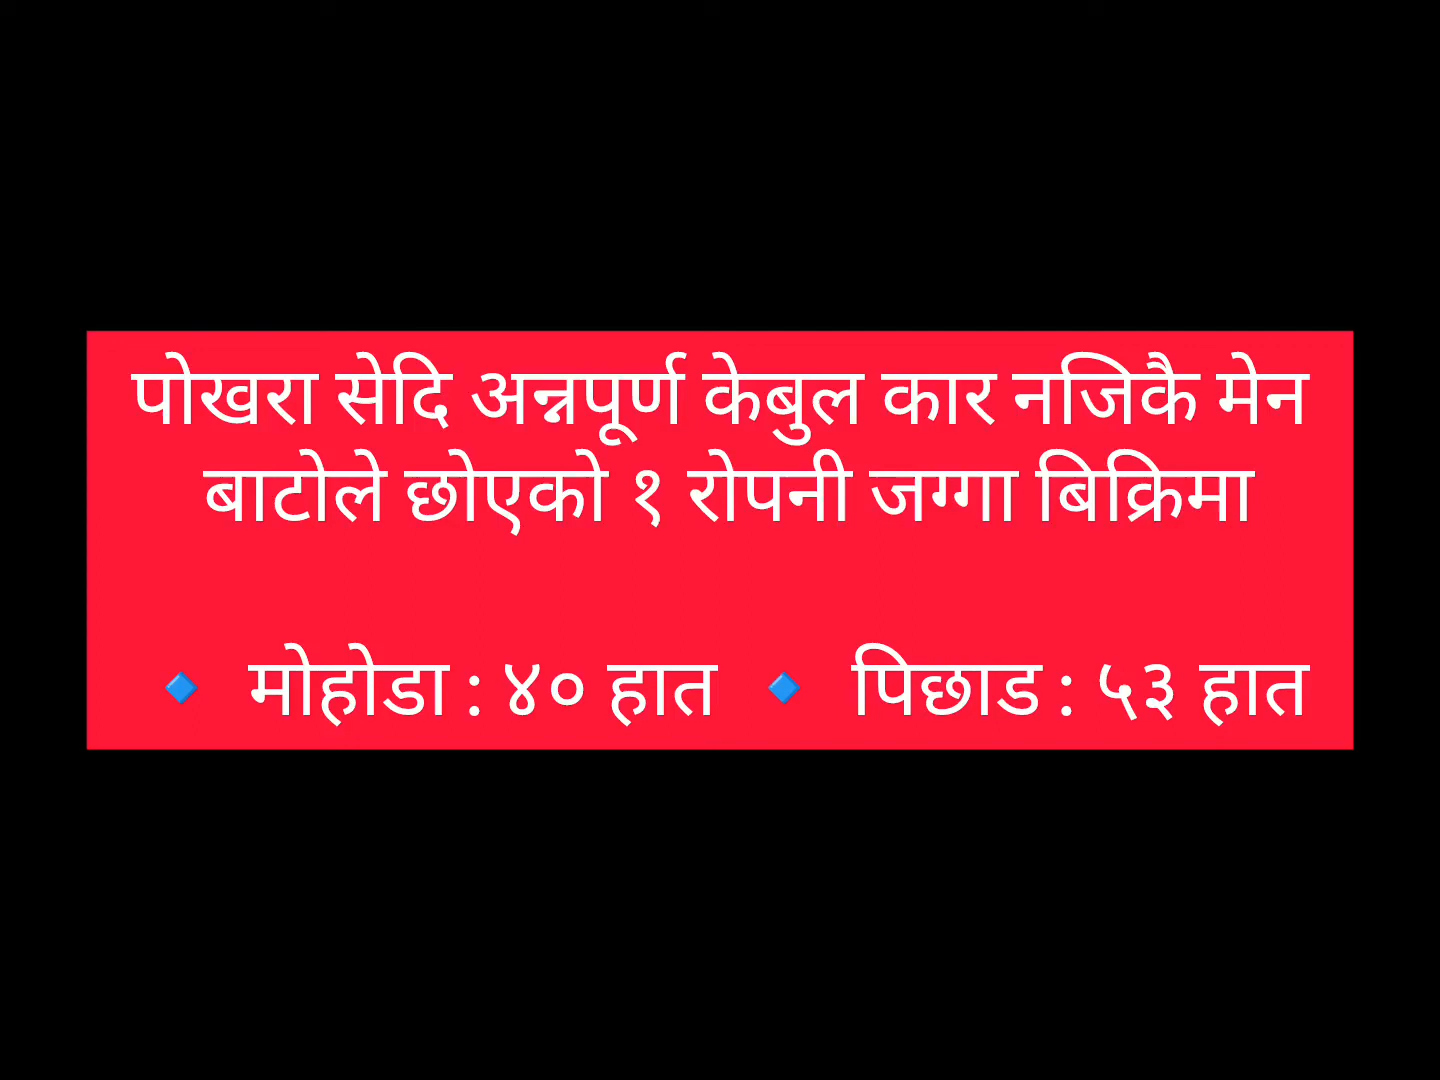 पोखरा सेदि अन्नपूर्ण केबुल कार नजिकै मेन
बाटोले छोएको १ रोपनी जग्गा बिक्रिमा
🔹 मोहोडा : ४० हात 🔹 पिछाड : ५३ हात